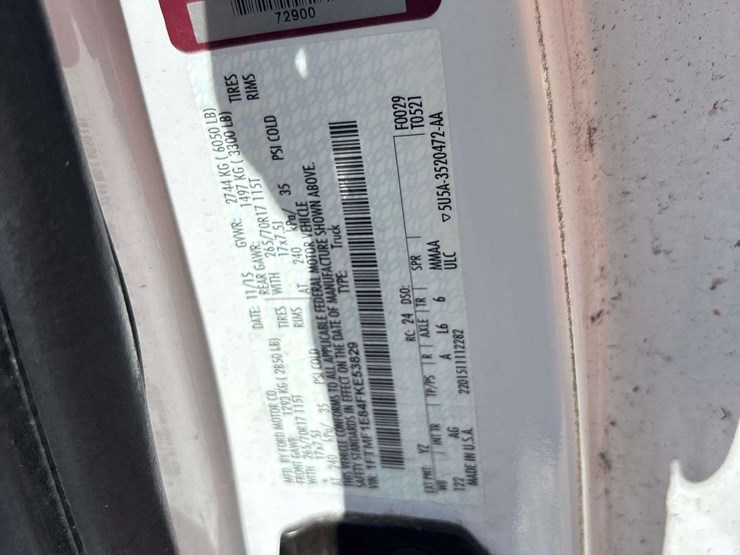 72900
MFD. BY FORD MOTOR CO.
DATE: 11/15
GVWR: 2744 KG (6050 LB)
FRONT GAWR: 1293 KG (2850 LB)
REAR GAWR: 1497 KG (3300 LB)
WITH 265/70R17 115T TIRES
WITH 265/70R17 115T TIRES
17x7.5J RIMS
17x7.5J RIMS
AT 240 kPa/ 35 PSI COLD
AT 240 kPa/ 35 PSI COLD
THIS VEHICLE CONFORMS TO ALL APPLICABLE FEDERAL MOTOR VEHICLE
SAFETY STANDARDS IN EFFECT ON THE DATE OF MANUFACTURE SHOWN ABOVE.
VIN: 1FTMF1E84FKE53829
TYPE: Truck
EXT PNT: YZ RC: 24 DSO: F0029
WB INT TR TP/PS R AXLE TR SPR T0521
122 AG A L6 6 MMAA
MADE IN U.S.A. 2201511112282 ULC
▽5U5A-3520472-AA